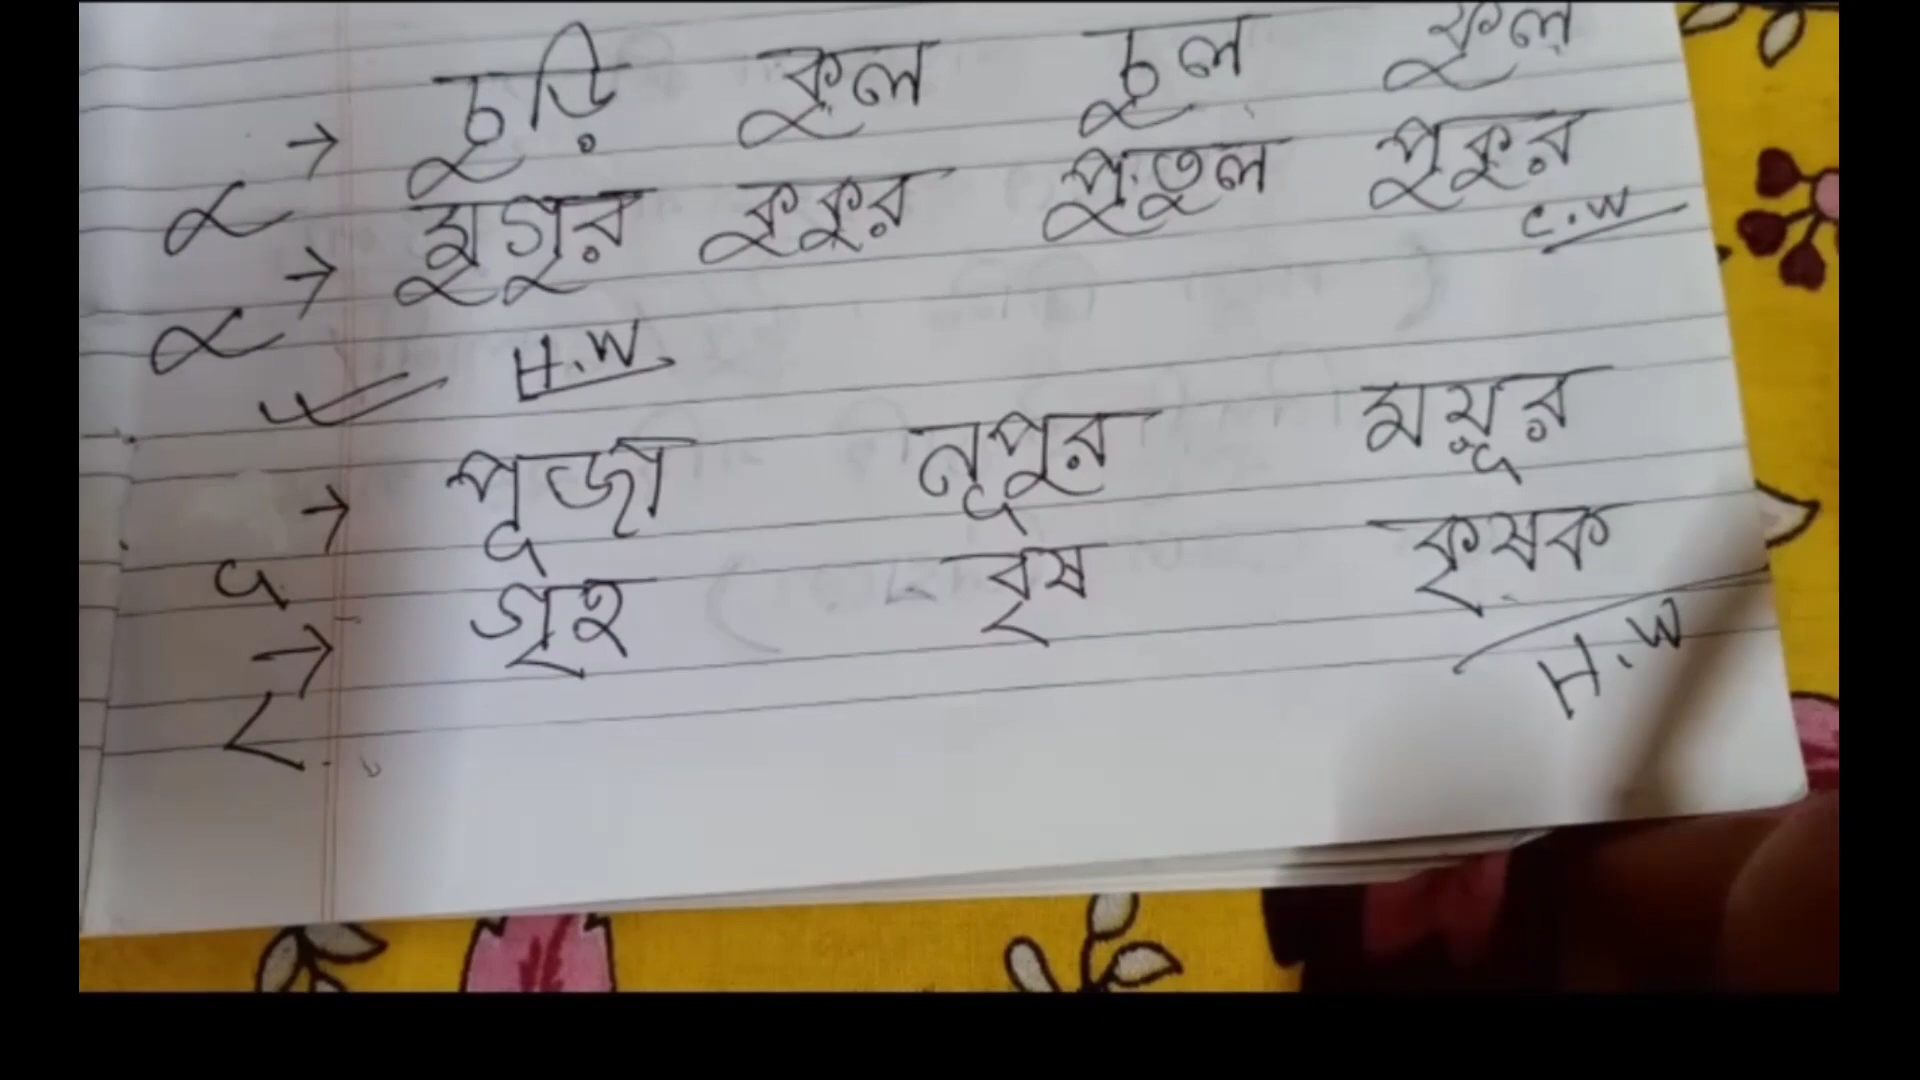 ু → চুড়ি কুল চুল ফুল
ু → মুগুর কুকুর পুতুল পুকুর
C.W
H.W
ূ → পূজা নূপুর ময়ূর
ৃ → গৃহ বৃষ কৃষক
H.W